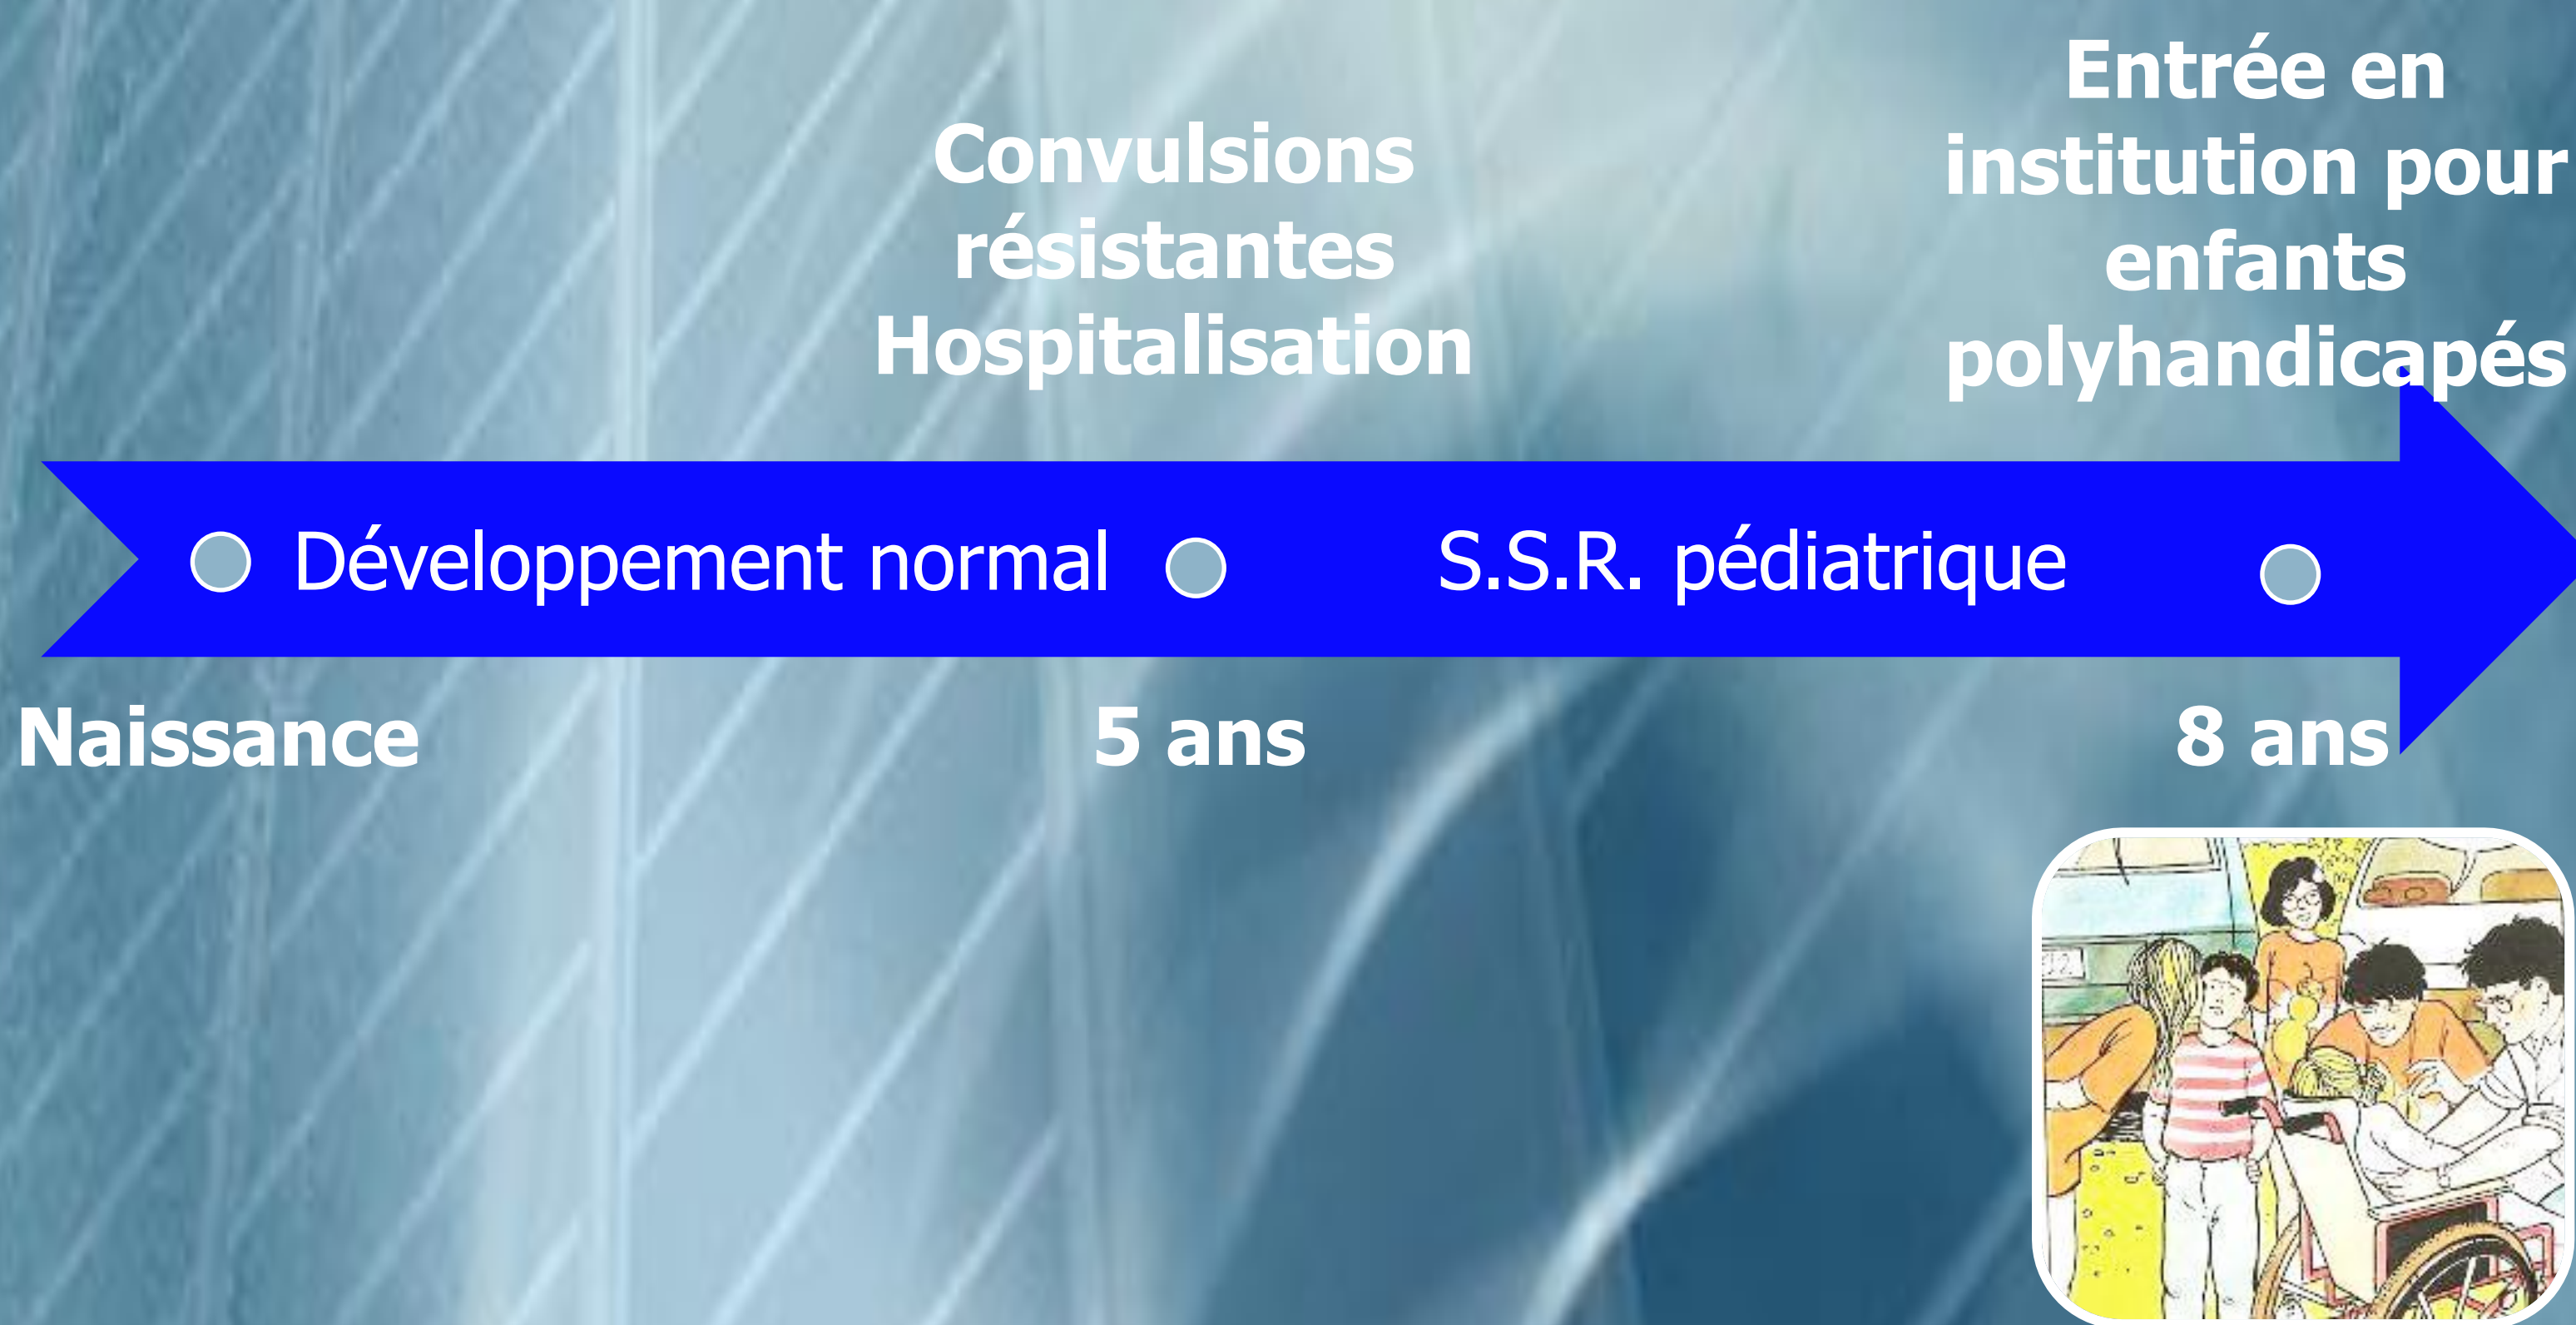 Entrée en
institution pour
enfants
polyhandicapés
Convulsions
résistantes
Hospitalisation
Développement normal
S.S.R. pédiatrique
Naissance
5 ans
8 ans